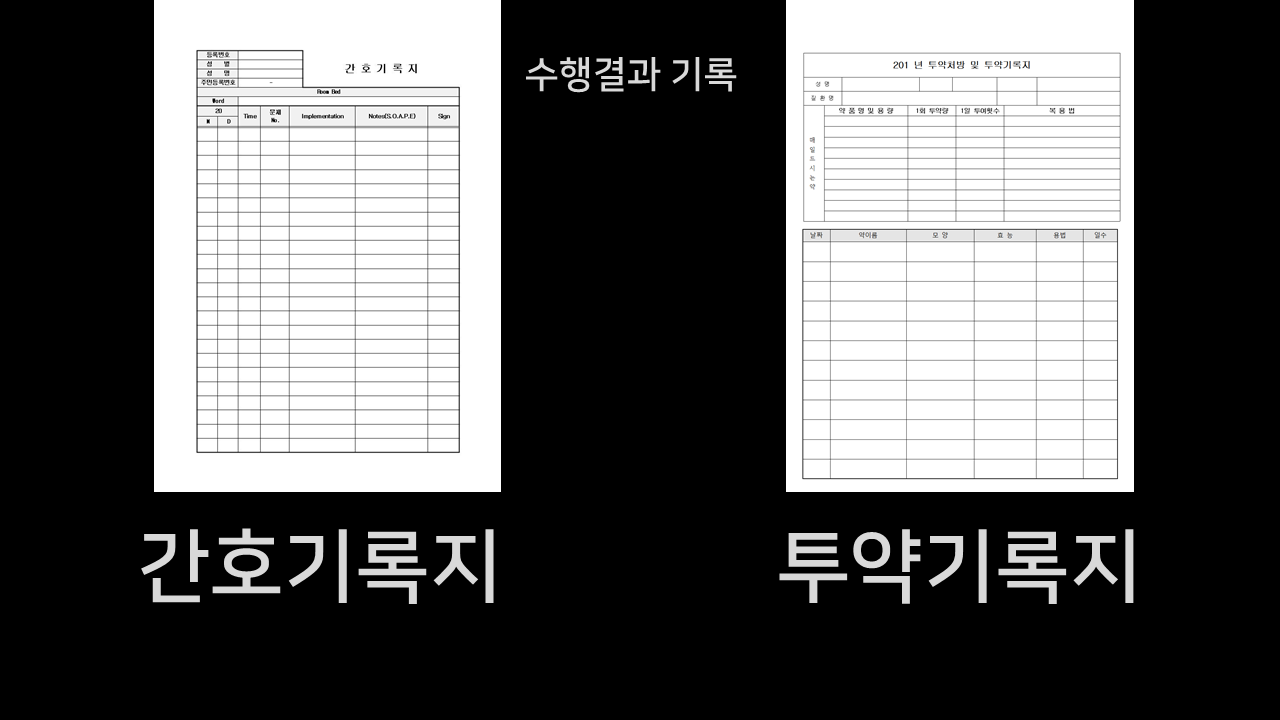 수행결과 기록
등록번호
성 별
성 명
주민등록번호
-
간 호 기 록 지
Room Bed
Word
20
M D
Time
문제
No.
Implementation
Notes(S.O.A.P.E)
Sign
201 년 투약처방 및 투약기록지
성 명
질 환 명
약 품 명 및 용 량
1회 투약량
1일 투여횟수
복 용 법
매
일
드
시
는
약
날짜
약이름
모 양
효 능
용법
일수
간호기록지
투약기록지